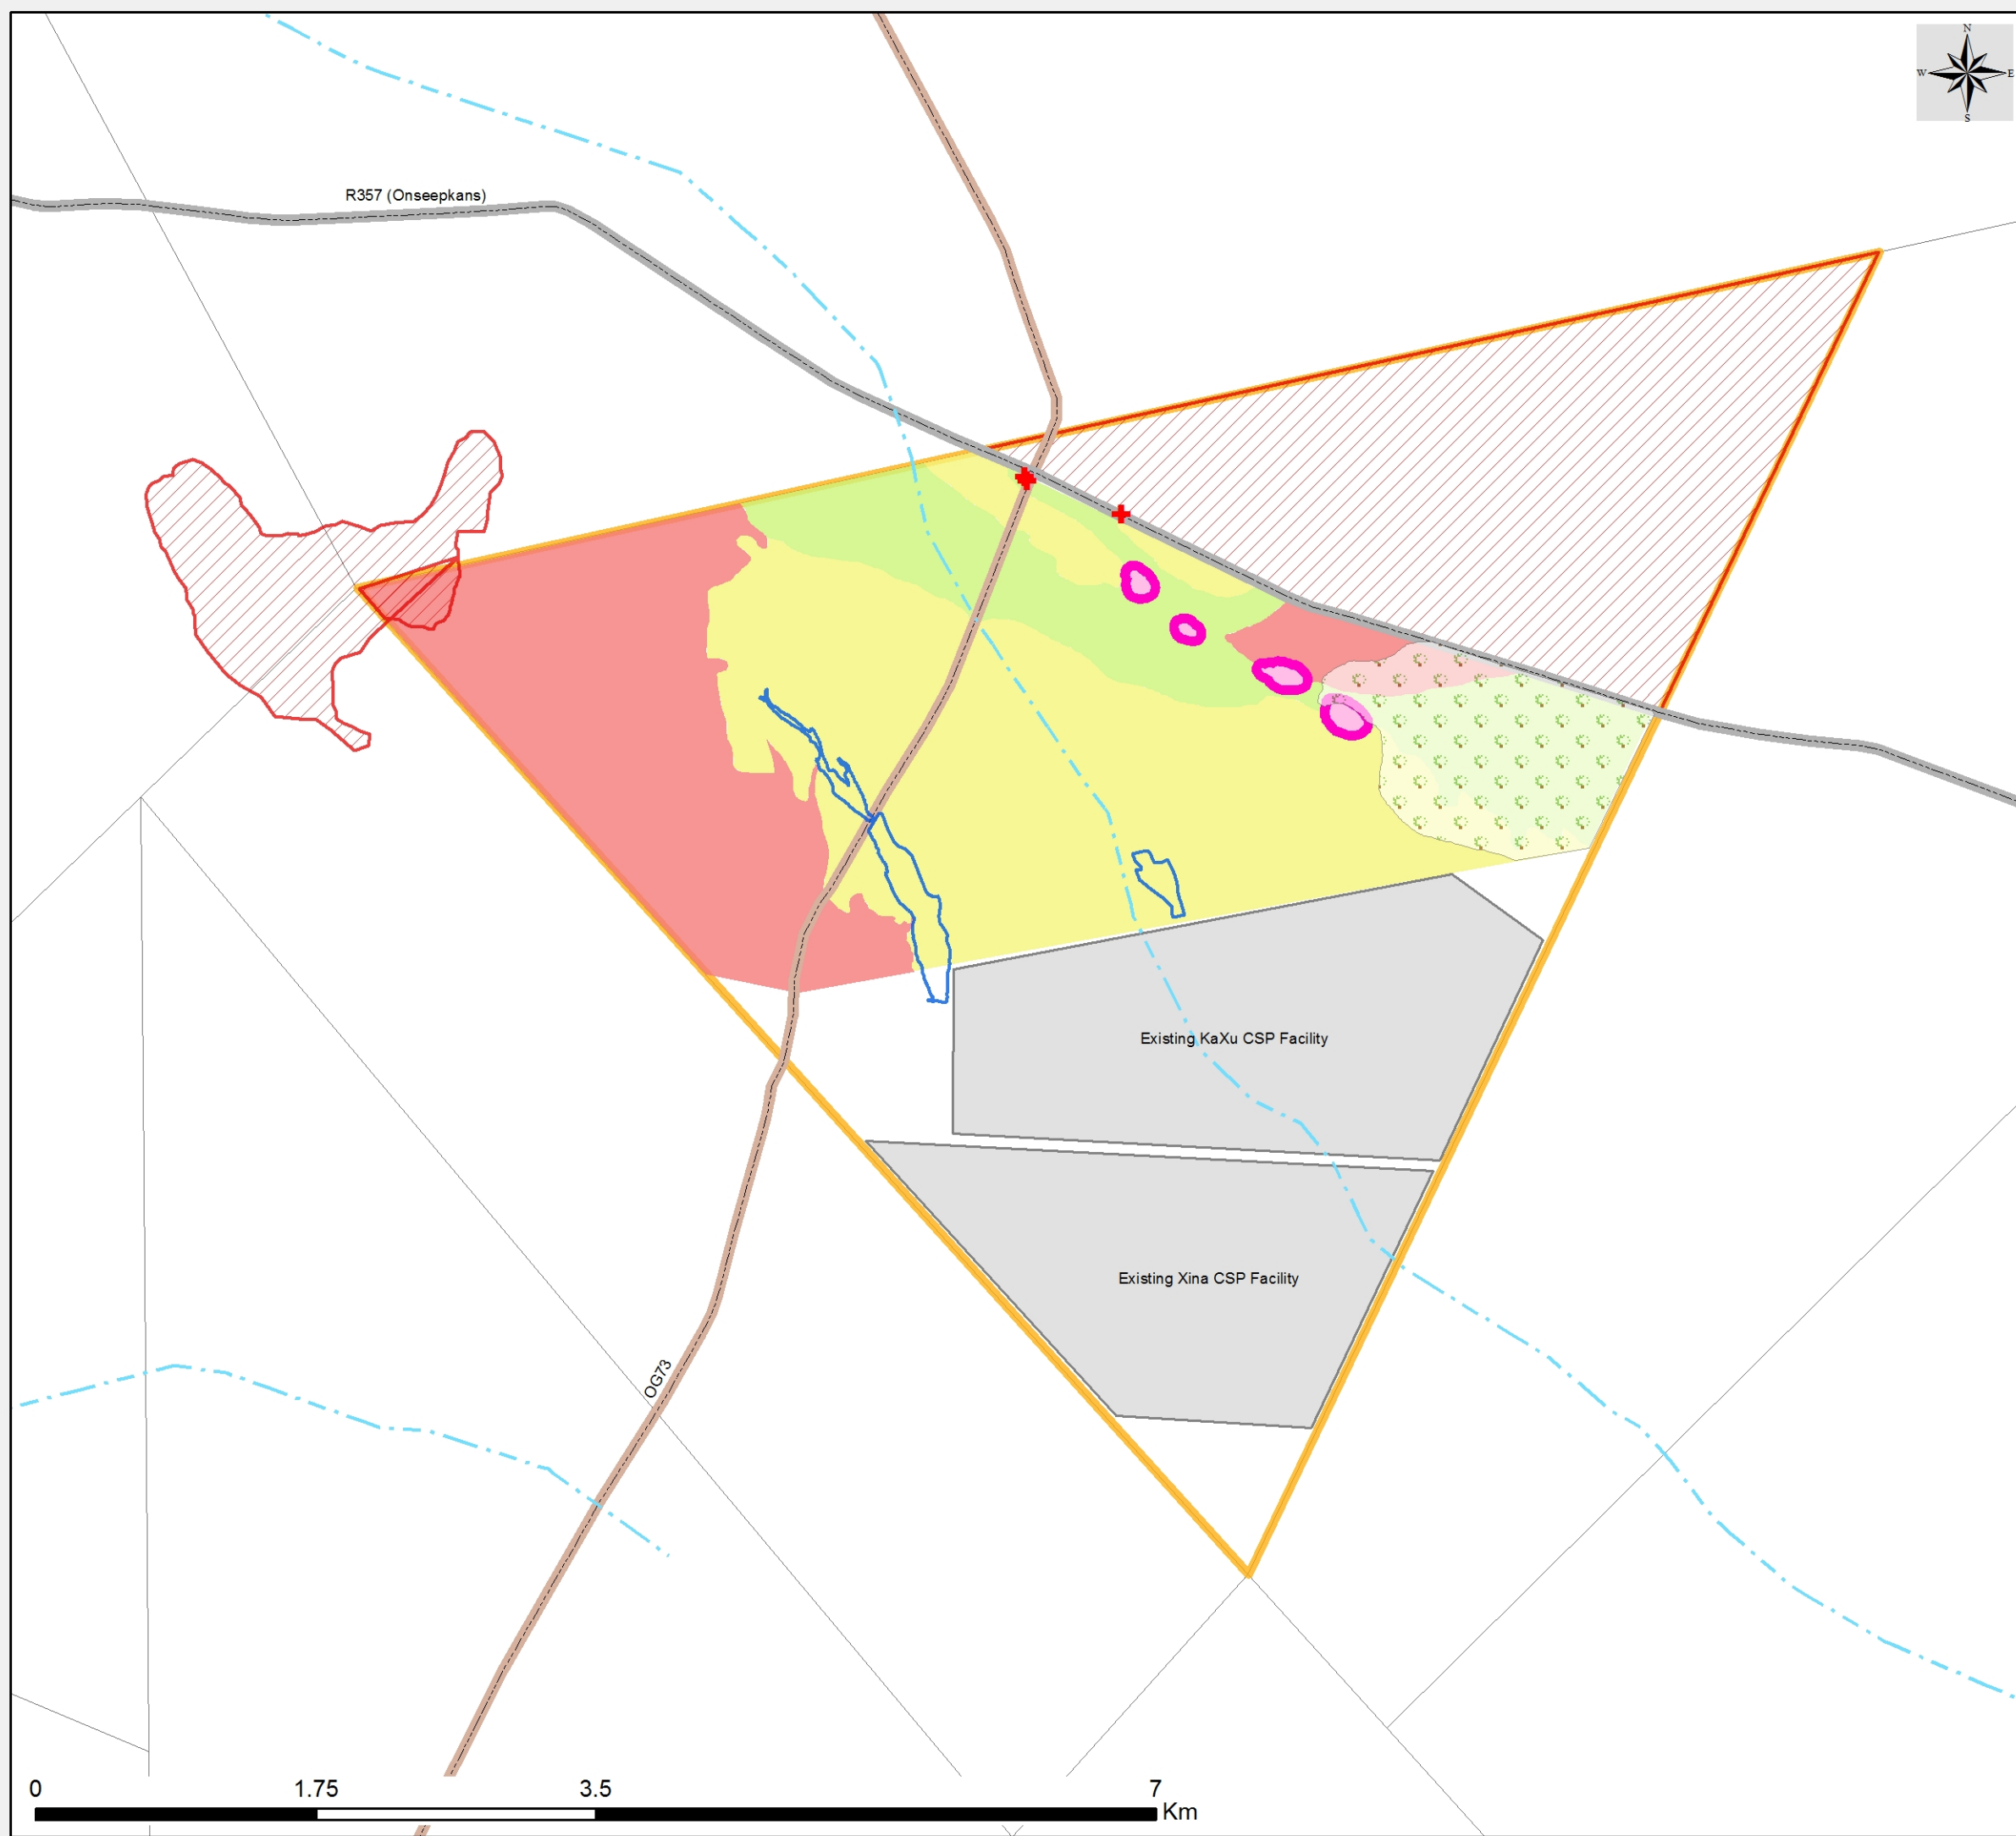 N
W E
S
R357 (Onseepkans)
Existing KaXu CSP Facility
Existing Xina CSP Facility
OG73
0 1.75 3.5 7
Km